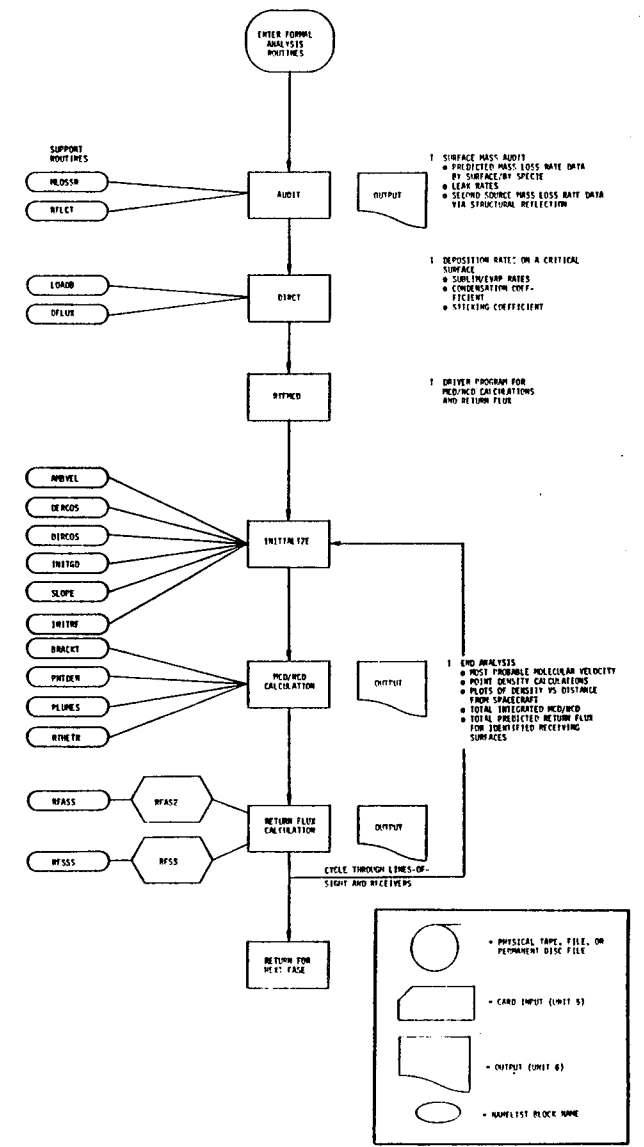 ENTER FORMAL
ANALYSIS
ROUTINES
SUPPORT
ROUTINES
MLOSSR
RFLCT
AUDIT
OUTPUT
SURFACE MASS AUDIT
● PREDICTED MASS LOSS RATE DATA
BY SURFACE/BY SPECIE
● LEAK RATES
● SECOND SOURCE MASS LOSS RATE DATA
VIA STRUCTURAL REFLECTION
LOADB
DFLUX
DIRCT
DEPOSITION RATES ON A CRITICAL
SURFACE
● SUBLIM/EVAP RATES
● CONDENSATION COEF-
FICIENT
● STICKING COEFFICIENT
DRIVER PROGRAM FOR
MCD/NCD CALCULATIONS
AND RETURN FLUX
AMBVEL
DERCOS
DIRCOS
INITGD
SLOPE
INITRF
INITIALIZE
BRACKT
PNTDEN
PLUMES
RTHETR
MCD/NCD
CALCULATION
OUTPUT
END ANALYSIS
● MOST PROBABLE MOLECULAR VELOCITY
● POINT DENSITY CALCULATIONS
● PLOTS OF DENSITY VS DISTANCE
FROM SPACECRAFT
● TOTAL INTEGRATED MCD/NCD
● TOTAL PREDICTED RETURN FLUX
FOR IDENTIFIED RECEIVING
SURFACES
RFASS
RFAS2
RFSSS
RFS3
RETURN FLUX
CALCULATION
OUTPUT
CYCLE THROUGH LINES-OF-
SIGHT AND RECEIVERS
RETURN FOR
NEXT CASE
= PHYSICAL TAPE, FILE, OR
PERMANENT DISC FILE
= CARD INPUT (UNIT 5)
= OUTPUT (UNIT 6)
= NAMELIST BLOCK NAME